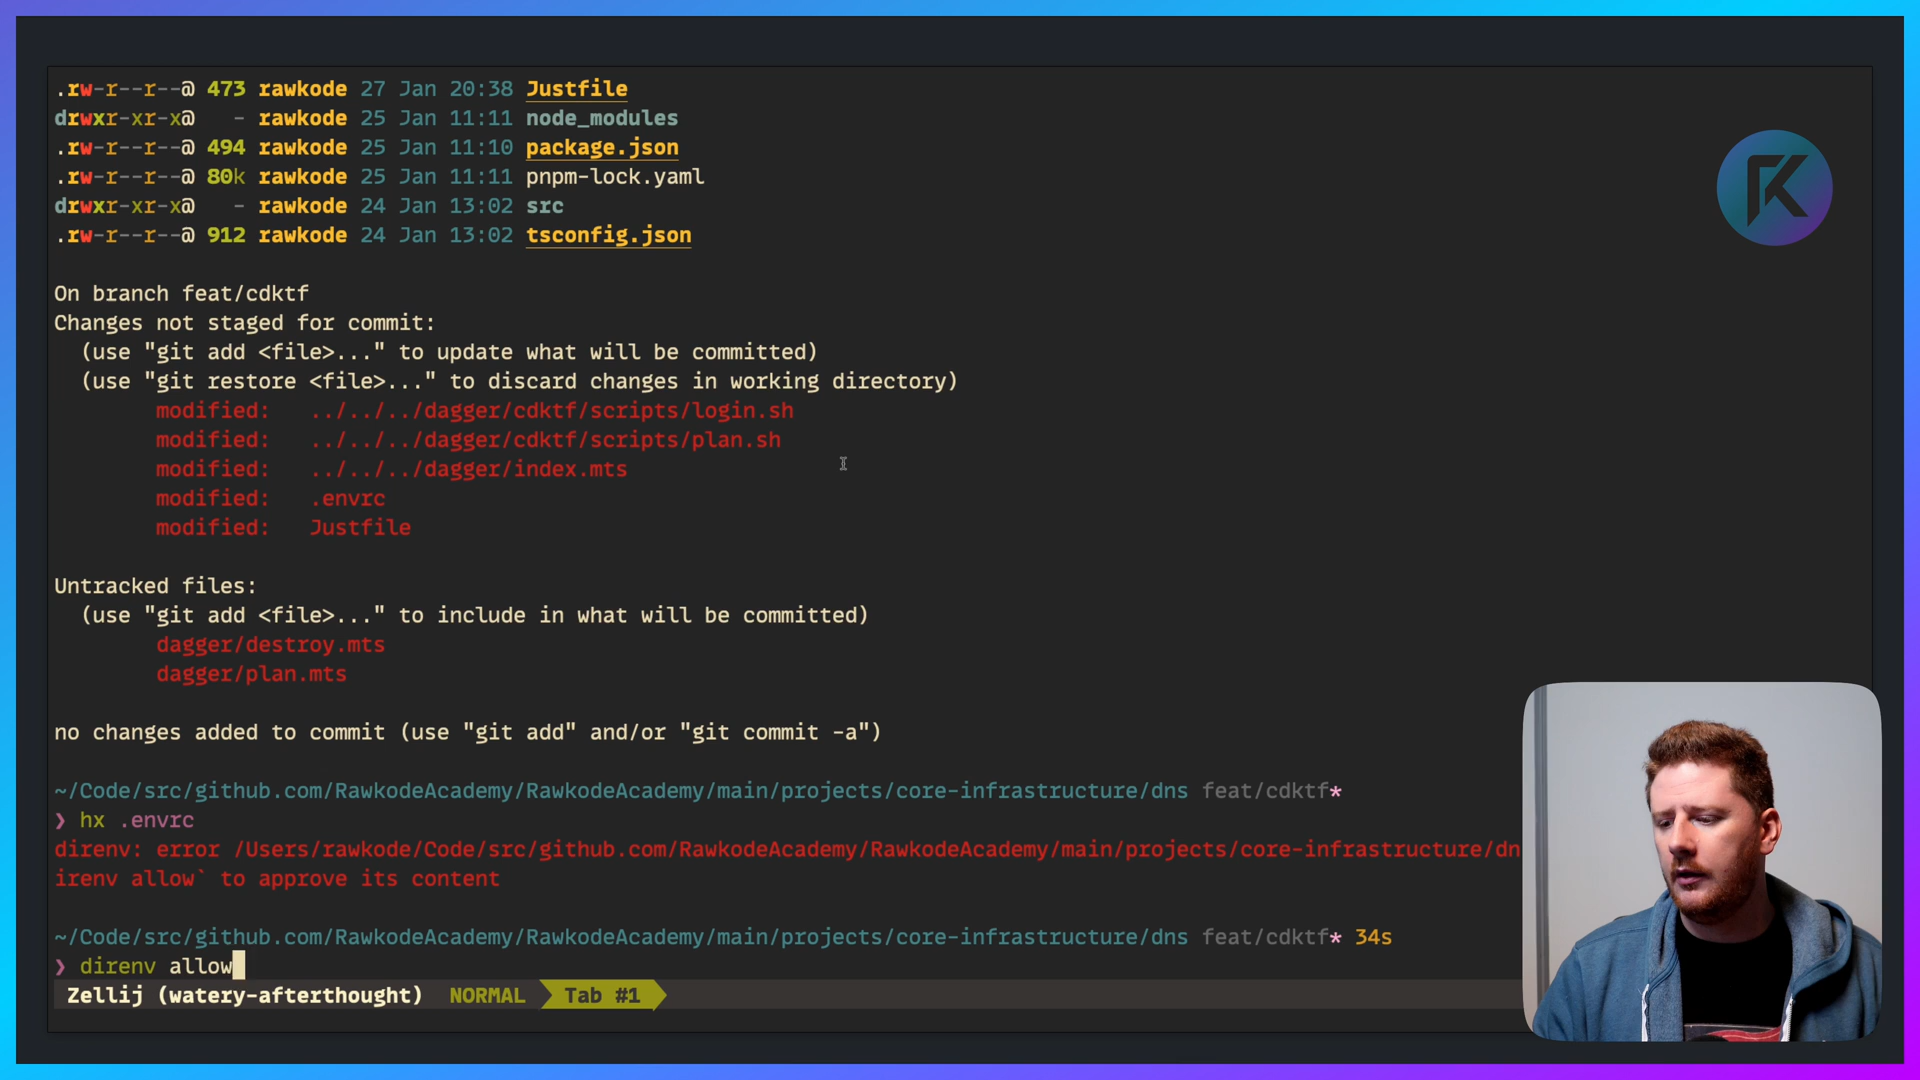 .rw-r--r--@ 473 rawkode 27 Jan 20:38 Justfile
drwxr-xr-x@ - rawkode 25 Jan 11:11 node_modules
.rw-r--r--@ 494 rawkode 25 Jan 11:10 package.json
.rw-r--r--@ 80k rawkode 25 Jan 11:11 pnpm-lock.yaml
drwxr-xr-x@ - rawkode 24 Jan 13:02 src
.rw-r--r--@ 912 rawkode 24 Jan 13:02 tsconfig.json
On branch feat/cdktf
Changes not staged for commit:
(use "git add <file>..." to update what will be committed)
(use "git restore <file>..." to discard changes in working directory)
modified: ../../../dagger/cdktf/scripts/login.sh
modified: ../../../dagger/cdktf/scripts/plan.sh
modified: ../../../dagger/index.mts
modified: .envrc
modified: Justfile
Untracked files:
(use "git add <file>..." to include in what will be committed)
dagger/destroy.mts
dagger/plan.mts
no changes added to commit (use "git add" and/or "git commit -a")
~/Code/src/github.com/RawkodeAcademy/RawkodeAcademy/main/projects/core-infrastructure/dns feat/cdktf*
❯ hx .envrc
direnv: error /Users/rawkode/Code/src/github.com/RawkodeAcademy/RawkodeAcademy/main/projects/core-infrastructure/dn
irenv allow` to approve its content
~/Code/src/github.com/RawkodeAcademy/RawkodeAcademy/main/projects/core-infrastructure/dns feat/cdktf* 34s
❯ direnv allow
Zellij (watery-afterthought) NORMAL Tab #1